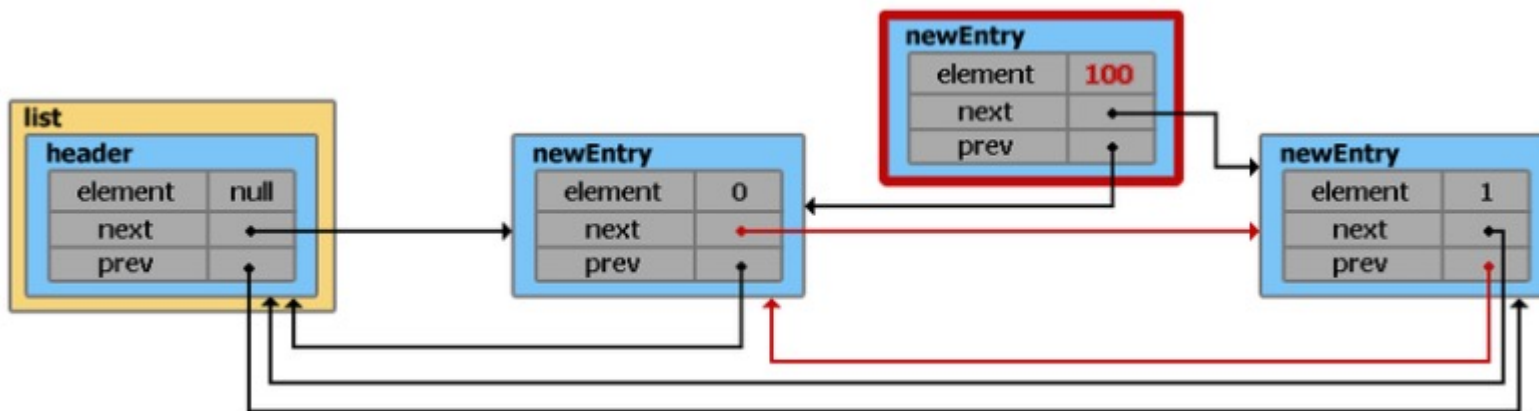 list
header
element null
next
prev
newEntry
element 0
next
prev
newEntry
element 100
next
prev
newEntry
element 1
next
prev